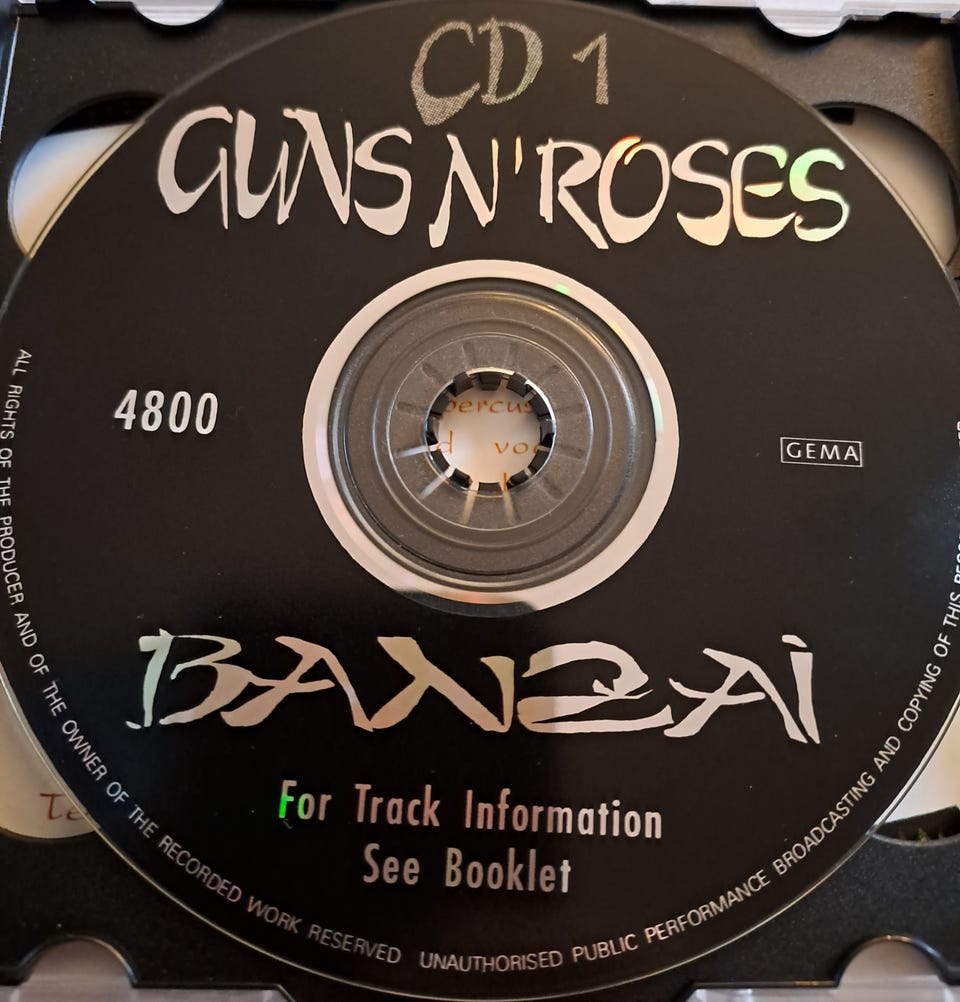 CD 1
GUNS N' ROSES
4800
GEMA
BANZAI
For Track Information
See Booklet
ALL RIGHTS OF THE PRODUCER AND OF THE OWNER OF THE RECORDED WORK RESERVED UNAUTHORISED PUBLIC PERFORMANCE BROADCASTING AND COPYING OF THIS